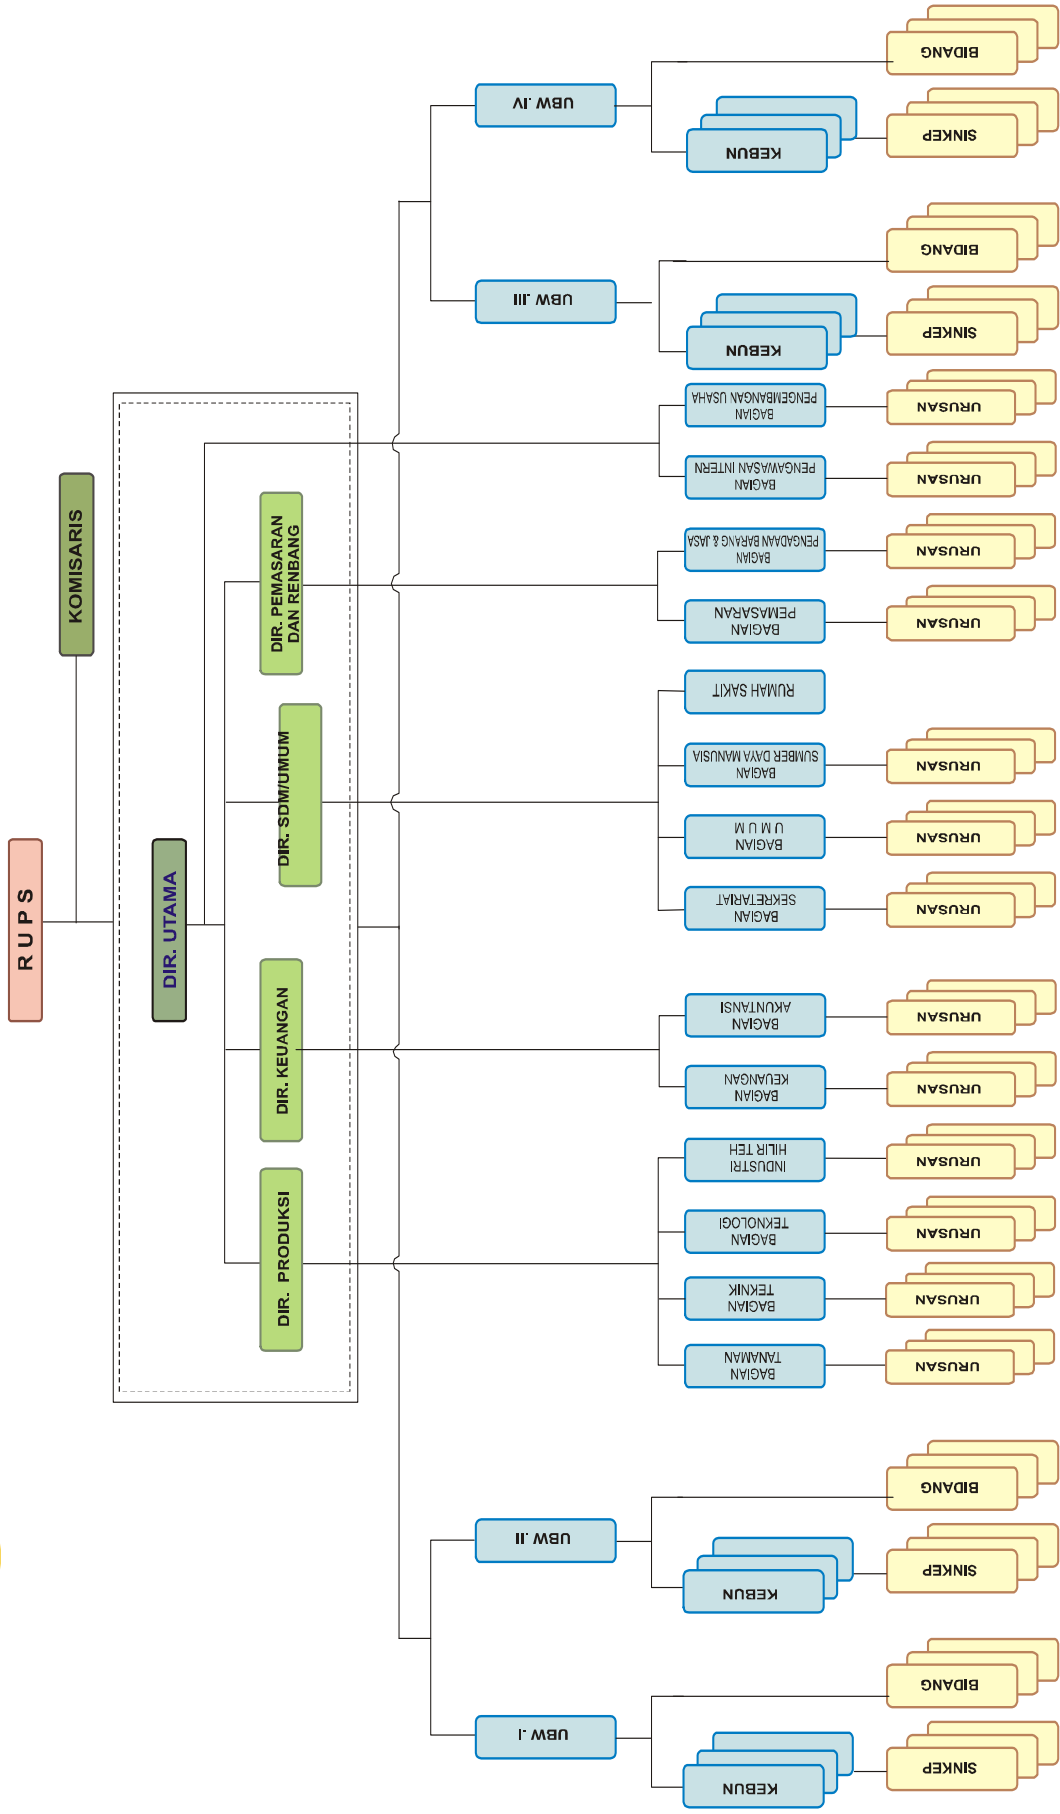 R U P S
KOMISARIS
DIR. UTAMA
DIR. PRODUKSI
DIR. KEUANGAN
DIR. SDM/UMUM
DIR. PEMASARAN
DAN RENBANG
UBW .I
UBW .II
UBW .III
UBW .IV
KEBUN
KEBUN
BAGIAN
TANAMAN
BAGIAN
TEKNIK
BAGIAN
TEKNOLOGI
INDUSTRI
HILIR TEH
BAGIAN
KEUANGAN
BAGIAN
AKUNTANSI
BAGIAN
SEKRETARIAT
BAGIAN
U M U M
BAGIAN
SUMBER DAYA MANUSIA
RUMAH SAKIT
BAGIAN
PEMASARAN
BAGIAN
PENGADAAN BARANG & JASA
BAGIAN
PENGAWASAN INTERN
BAGIAN
PENGEMBANGAN USAHA
KEBUN
KEBUN
SINKEP
BIDANG
SINKEP
BIDANG
URUSAN
URUSAN
URUSAN
URUSAN
URUSAN
URUSAN
URUSAN
URUSAN
URUSAN
URUSAN
URUSAN
URUSAN
URUSAN
SINKEP
BIDANG
SINKEP
BIDANG